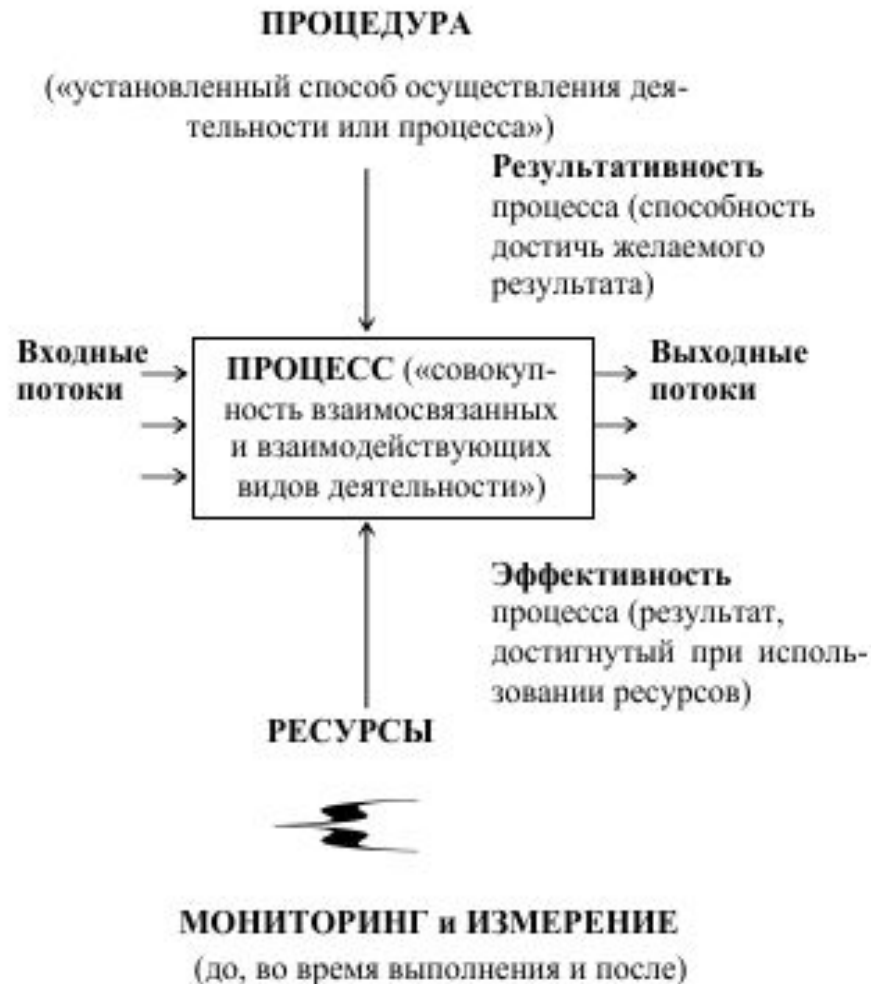 ПРОЦЕДУРА
(«установленный способ осуществления дея-
тельности или процесса»)
Результативность
процесса (способность
достичь желаемого
результата)
Входные
потоки
ПРОЦЕСС («совокуп-
ность взаимосвязанных
и взаимодействующих
видов деятельности»)
Выходные
потоки
Эффективность
процесса (результат,
достигнутый при исполь-
зовании ресурсов)
РЕСУРСЫ
МОНИТОРИНГ и ИЗМЕРЕНИЕ
(до, во время выполнения и после)